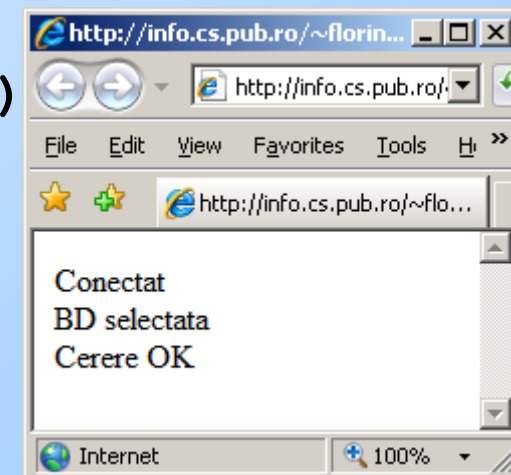 http://info.cs.pub.ro/~florin...
)
http://info.cs.pub.ro/
File Edit View Favorites Tools H »
http://info.cs.pub.ro/~flo...
Conectat
BD selectata
Cerere OK
Internet 100%